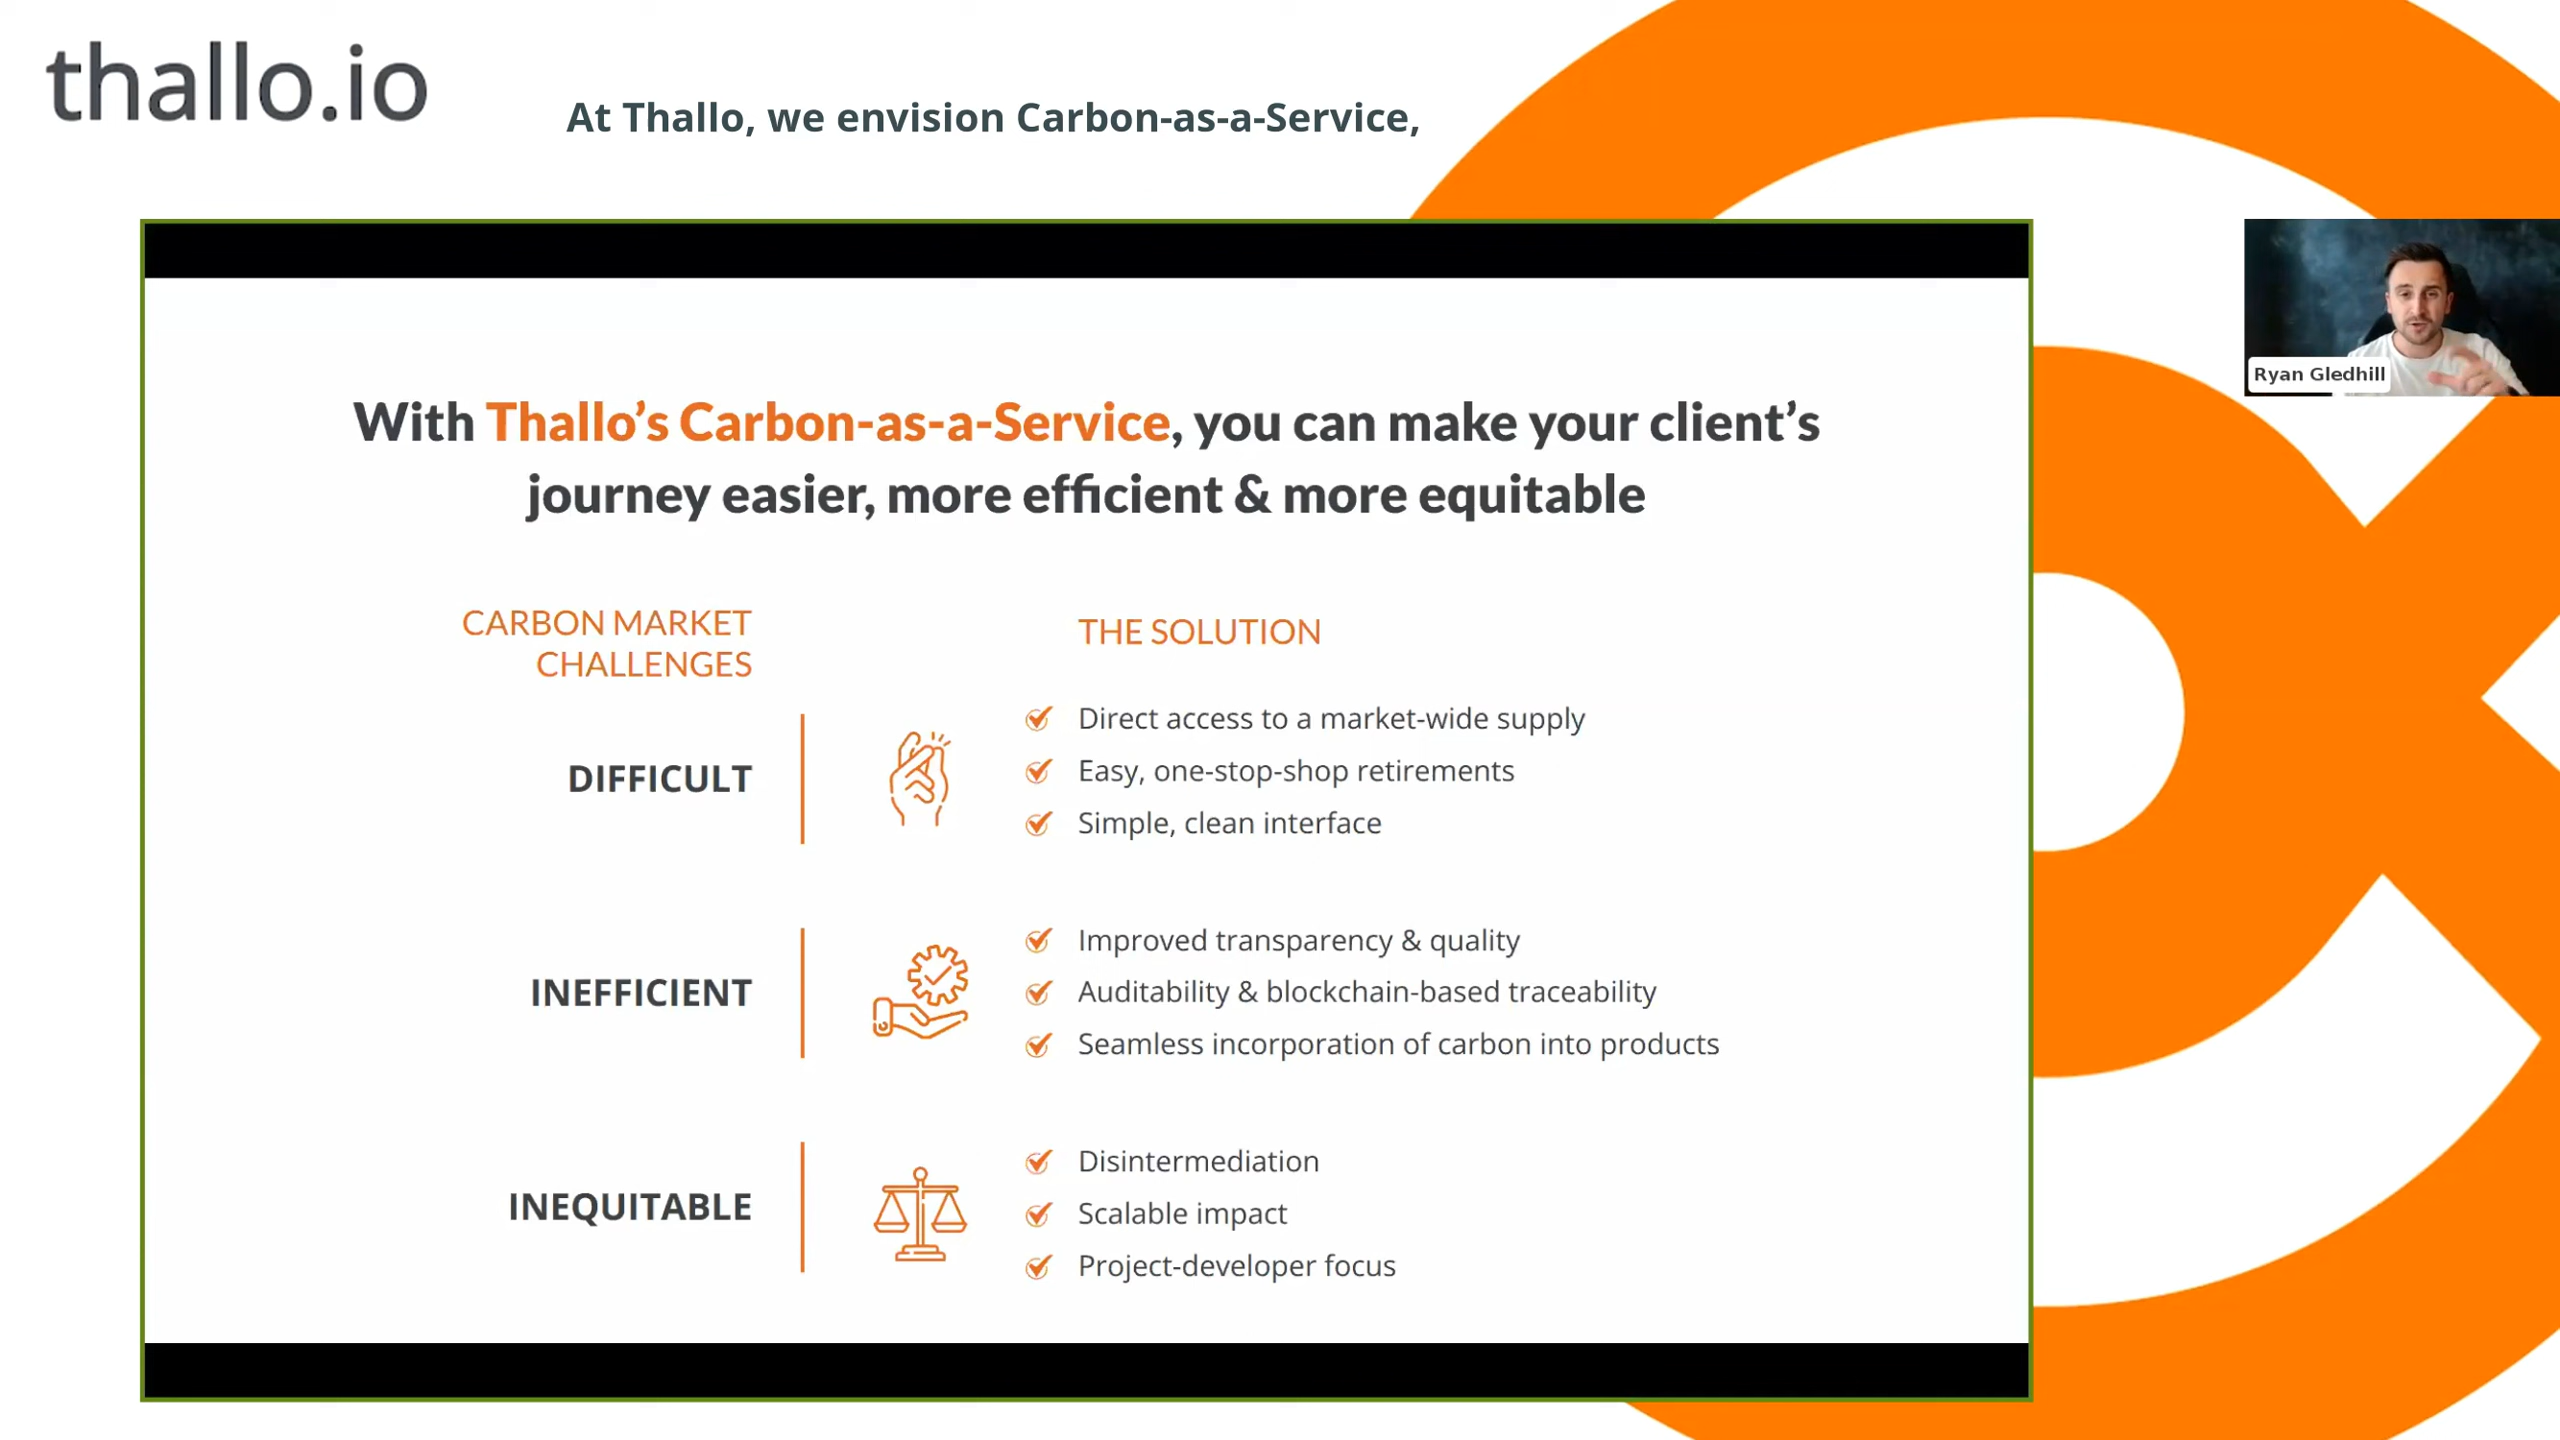 thallo.io
At Thallo, we envision Carbon-as-a-Service,
Ryan Gledhill
With Thallo’s Carbon-as-a-Service, you can make your client’s
journey easier, more efficient & more equitable
CARBON MARKET
CHALLENGES
THE SOLUTION
DIFFICULT
Direct access to a market-wide supply
Easy, one-stop-shop retirements
Simple, clean interface
INEFFICIENT
Improved transparency & quality
Auditability & blockchain-based traceability
Seamless incorporation of carbon into products
INEQUITABLE
Disintermediation
Scalable impact
Project-developer focus